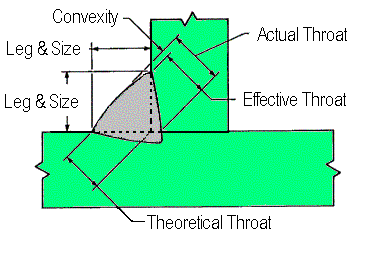 Convexity
Actual Throat
Leg & Size
Leg & Size
Effective Throat
Theoretical Throat